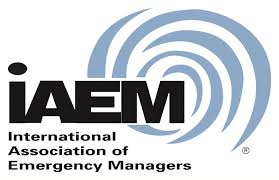 iAEM
International
Association of
Emergency Managers
®